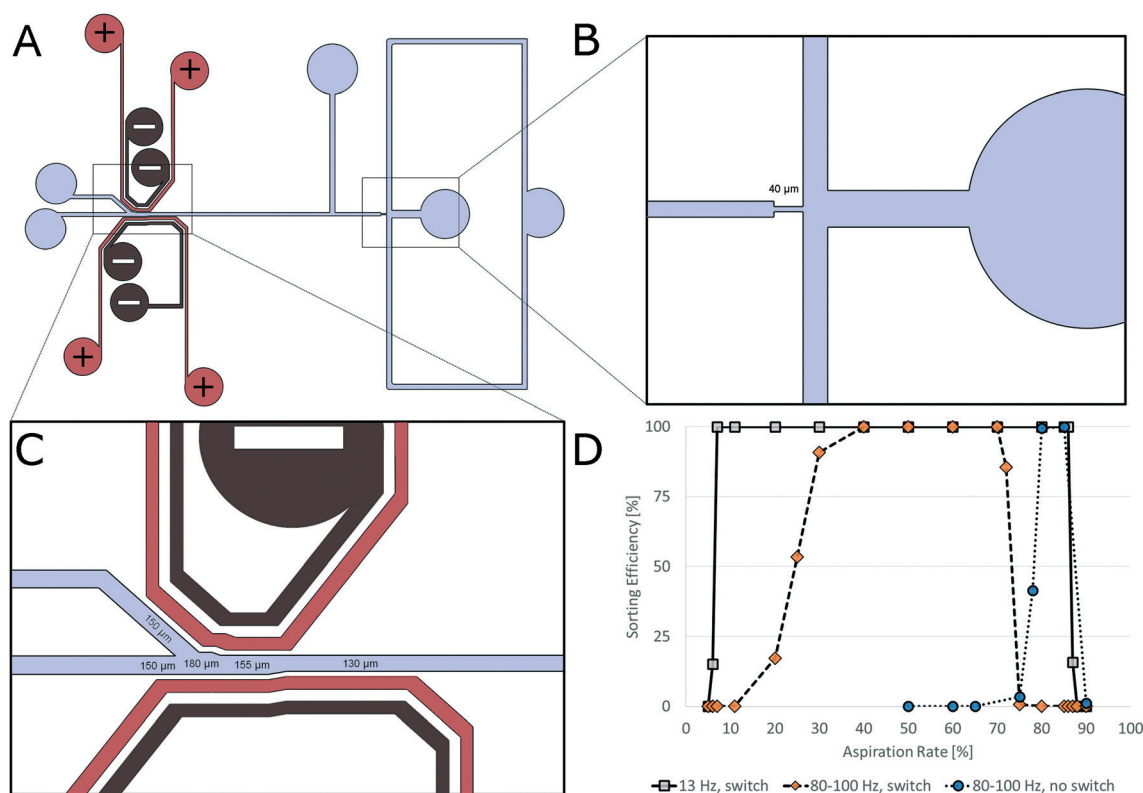 A
+
+
−
−
−
−
+
+
B
40 µm
C
150 µm
150 µm
180 µm
155 µm
130 µm
D
Sorting Efficiency [%]
100
75
50
25
0
0 10 20 30 40 50 60 70 80 90 100
Aspiration Rate [%]
13 Hz, switch 80-100 Hz, switch 80-100 Hz, no switch